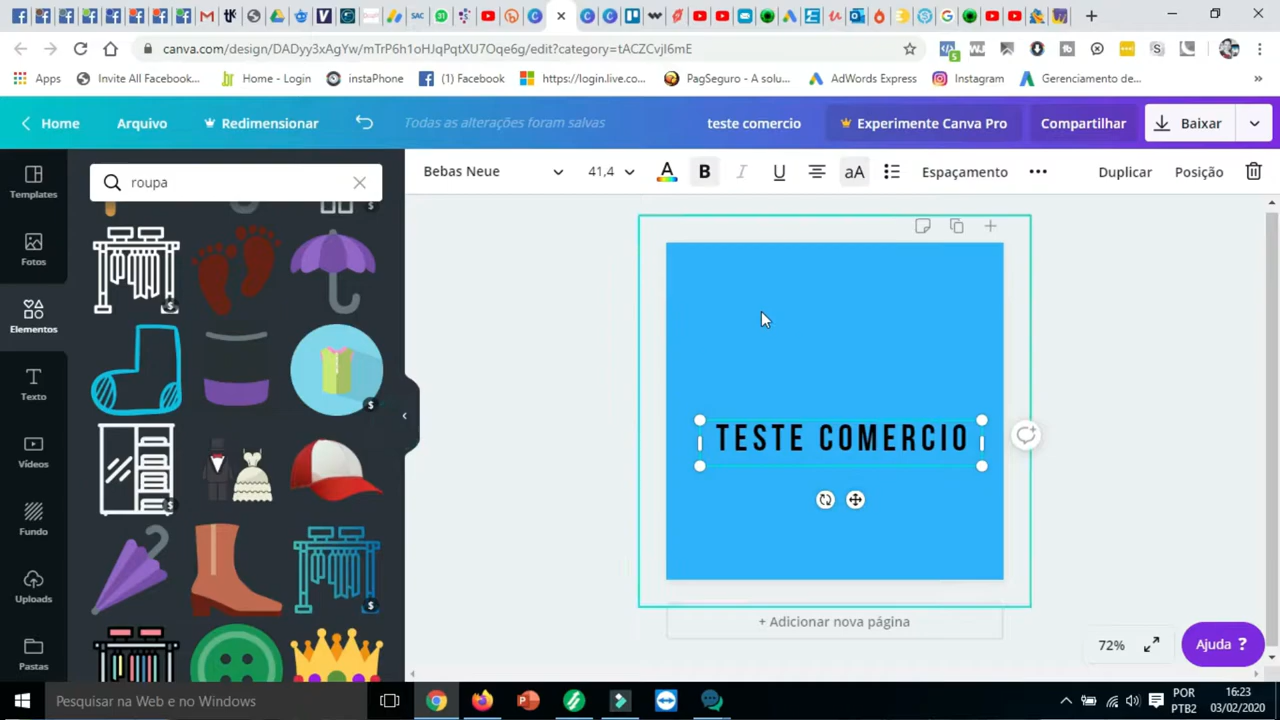 canva.com/design/DADyy3xAgYw/mTrP6h1oHJqPqtXU7Oqe6g/edit?category=tACZCvjI6mE
Apps
Invite All Facebook...
Home - Login
instaPhone
(1) Facebook
https://login.live.co...
PagSeguro - A solu...
AdWords Express
Instagram
Gerenciamento de...
Home
Arquivo
Redimensionar
Todas as alterações foram salvas
teste comercio
Experimente Canva Pro
Compartilhar
Baixar
Templates
Fotos
Elementos
Texto
Vídeos
Fundo
Uploads
Pastas
roupa
Bebas Neue
41,4
A
B
I
U
aA
Espaçamento
•••
Duplicar
Posição
TESTE COMERCIO
+ Adicionar nova página
72%
Ajuda ?
Pesquisar na Web e no Windows
POR
PTB2
16:23
03/02/2020